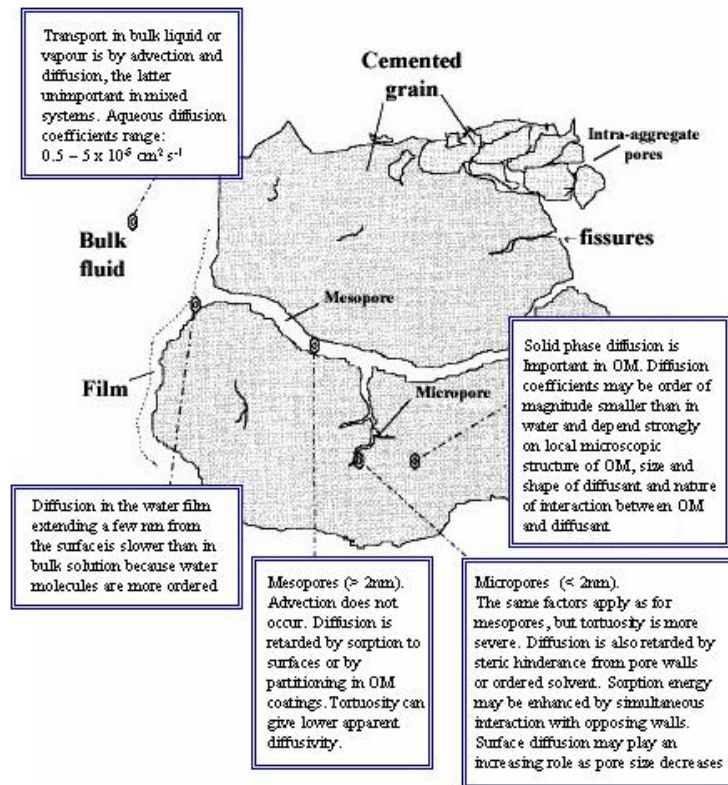 Transport in bulk liquid or
vapour is by advection and
diffusion, the latter
unimportant in mixed
systems. Aqueous diffusion
coefficients range:
0.5 – 5 x 10⁻⁵ cm² s⁻¹
Cemented
grain
Intra-aggregate
pores
Bulk
fluid
fissures
Mesopore
Film
Micropore
Solid phase diffusion is
Important in OM. Diffusion
coefficients may be order of
magnitude smaller than in
water and depend strongly
on local microscopic
structure of OM, size and
shape of diffusant and nature
of interaction between OM
and diffusant
Diffusion in the water film
extending a few nm from
the surface is slower than in
bulk solution because water
molecules are more ordered
Mesopores (> 2nm).
Advection does not
occur. Diffusion is
retarded by sorption to
surfaces or by
partitioning in OM
coatings. Tortuosity can
give lower apparent
diffusivity.
Micropores (< 2nm).
The same factors apply as for
mesopores, but tortuosity is more
severe. Diffusion is also retarded by
steric hinderance from pore walls
or ordered solvent. Sorption energy
may be enhanced by simultaneous
interaction with opposing walls.
Surface diffusion may play an
increasing role as pore size decreases